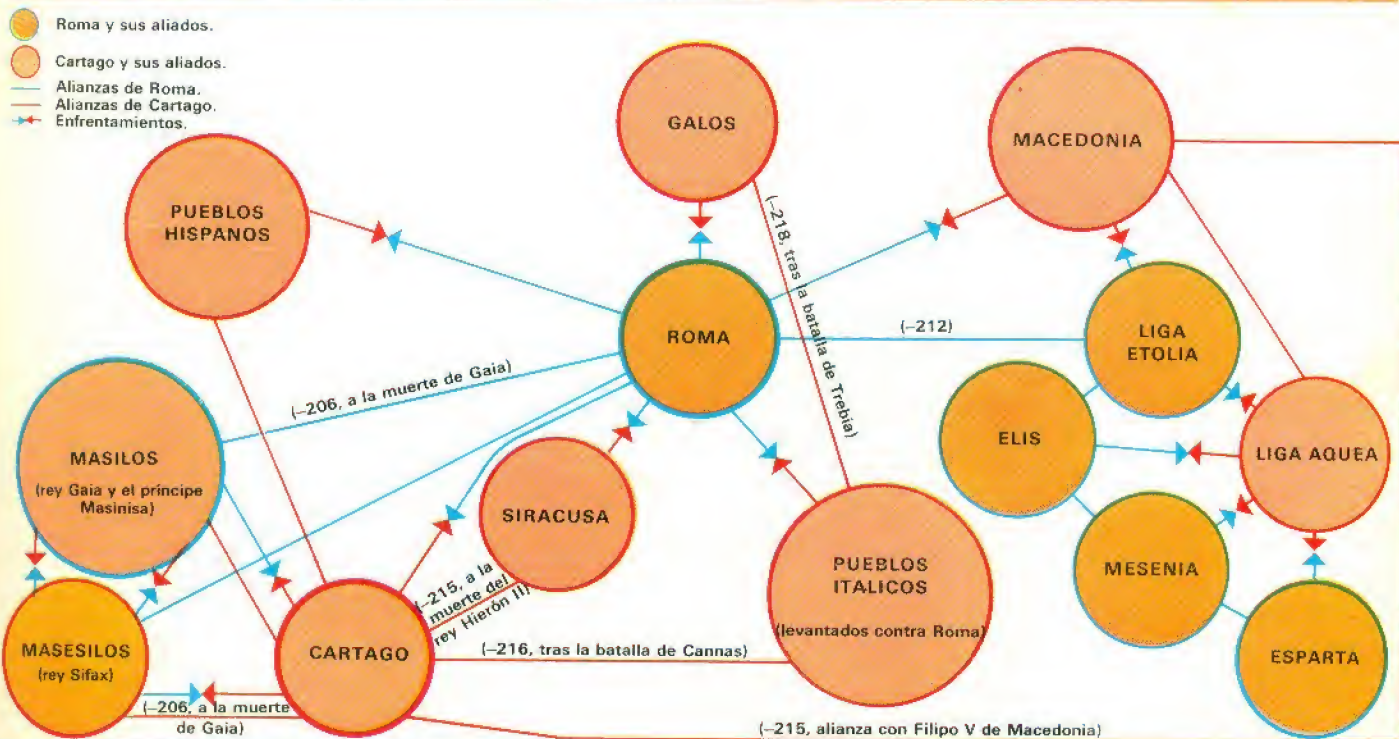 Roma y sus aliados.
Cartago y sus aliados.
Alianzas de Roma.
Alianzas de Cartago.
Enfrentamientos.
GALOS
MACEDONIA
PUEBLOS
HISPANOS
(–218, tras la batalla de Trebia)
ROMA
(–212)
LIGA
ETOLIA
(–206, a la muerte de Gaia)
ELIS
LIGA AQUEA
MASILOS
(rey Gaia y el príncipe
Masinisa)
SIRACUSA
PUEBLOS
ITALICOS
(levantados contra Roma)
MESENIA
(–215, a la
muerte del
rey Hierón II)
MASESILOS
(rey Sifax)
CARTAGO
(–216, tras la batalla de Cannas)
ESPARTA
(–206, a la muerte
de Gaia)
(–215, alianza con Filipo V de Macedonia)